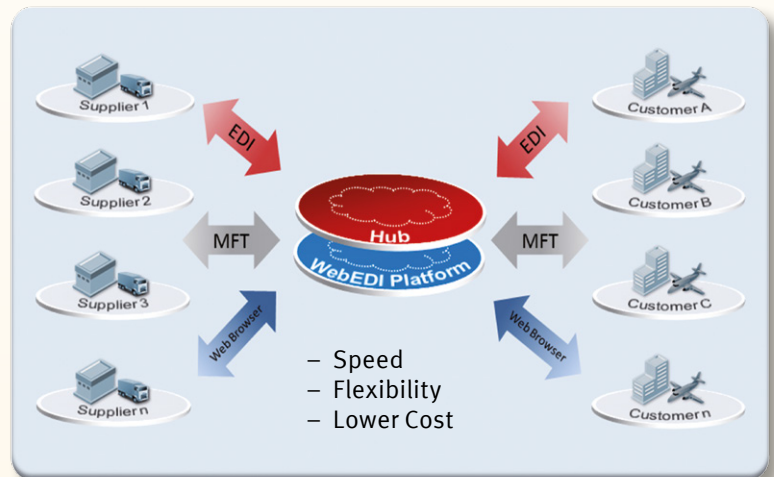 Supplier 1
Supplier 2
Supplier 3
Supplier n
EDI
MFT
Web Browser
Hub
WebEDI Platform
– Speed
– Flexibility
– Lower Cost
EDI
MFT
Web Browser
Customer A
Customer B
Customer C
Customer n